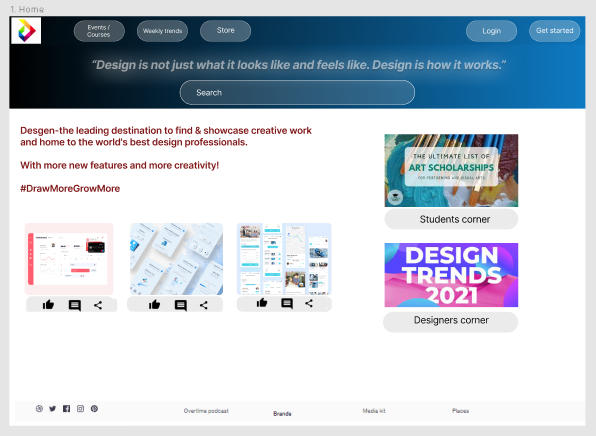 1. Home
Events /
Courses
Weekly trends
Store
Login
Get started
“Design is not just what it looks like and feels like. Design is how it works.”
Search
Desgen-the leading destination to find & showcase creative work
and home to the world's best design professionals.
With more new features and more creativity!
#DrawMoreGrowMore
THE ULTIMATE LIST OF
ART SCHOLARSHIPS
FOR PERFORMING AND VISUAL ARTS
Students corner
DESIGN
TRENDS
2021
Designers corner
Overtime podcast
Brands
Media kit
Places